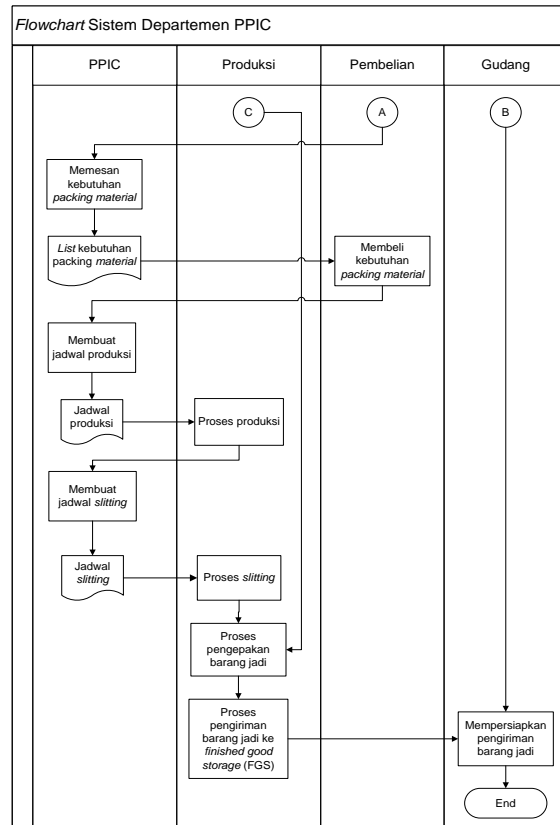 Flowchart Sistem Departemen PPIC
PPIC
Produksi
Pembelian
Gudang
C
A
B
Memesan
kebutuhan
packing material
List kebutuhan
packing material
Membeli
kebutuhan
packing material
Membuat
jadwal produksi
Jadwal
produksi
Proses produksi
Membuat
jadwal slitting
Jadwal
slitting
Proses slitting
Proses
pengepakan
barang jadi
Proses
pengiriman
barang jadi ke
finished good
storage (FGS)
Mempersiapkan
pengiriman
barang jadi
End